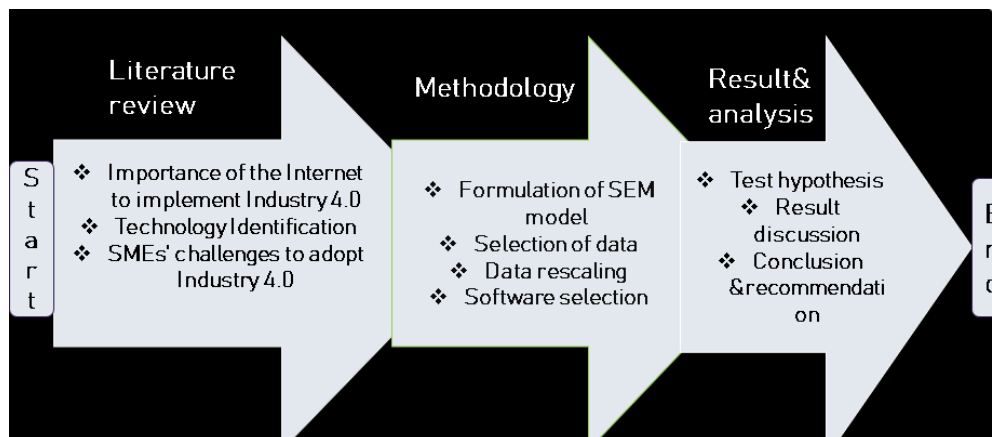 Literature
review
Methodology
Result&
analysis
S
t
a
r
t
❖ Importance of the Internet
to implement Industry 4.0
❖ Technology Identification
❖ SMEs' challenges to adopt
Industry 4.0
❖ Formulation of SEM
model
❖ Selection of data
❖ Data rescaling
❖ Software selection
❖ Test hypothesis
❖ Result
discussion
❖ Conclusion
&recommendati
on